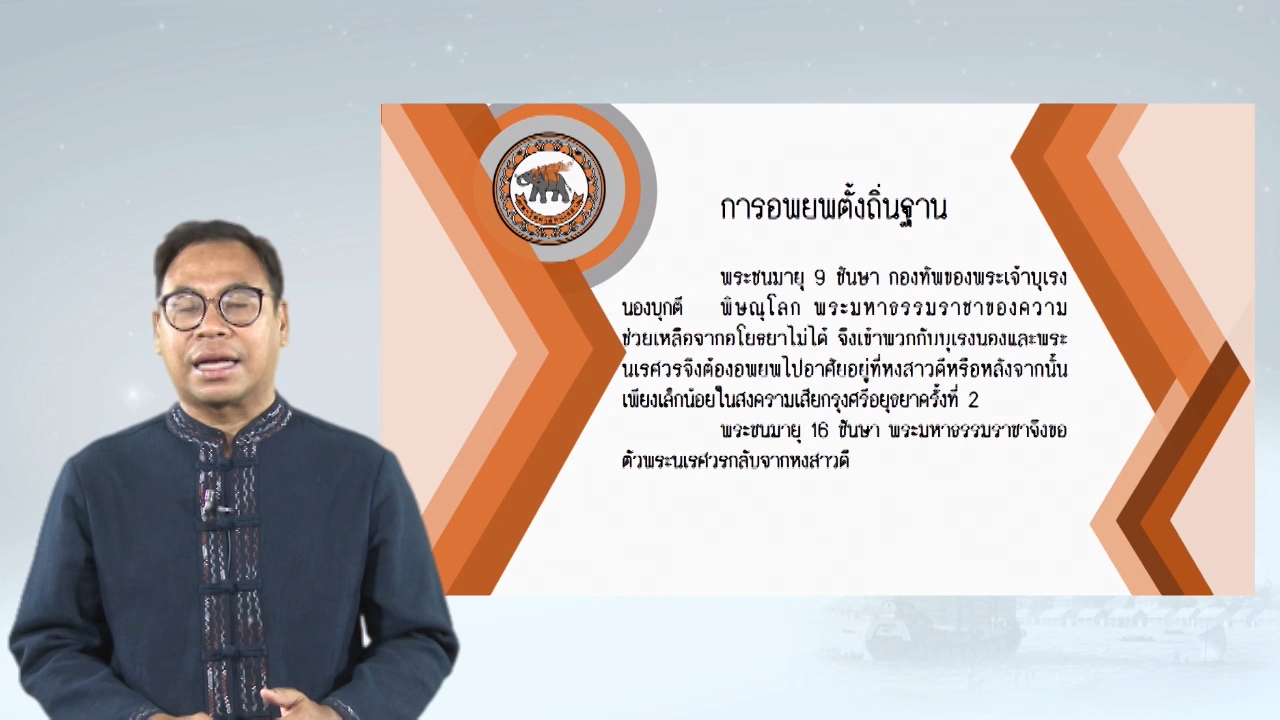 การอพยพตั้งถิ่นฐาน
พระชนมายุ 9 ชันษา กองทัพของพระเจ้าบุเรง
นองบุกตี พิษณุโลก พระมหาธรรมราชาของความ
ช่วยเหลือจากอโยธยาไม่ได้ จึงเข้าพวกกับบุเรงนองและพระ
นเรศวรจึงต้องอพยพไปอาศัยอยู่ที่หงสาวดีหรือหลังจากนั้น
เพียงเล็กน้อยในสงครามเสียกรุงศรีอยุธยาครั้งที่ 2
พระชนมายุ 16 ชันษา พระมหาธรรมราชาจึงขอ
ตัวพระนเรศวรกลับจากหงสาวดี